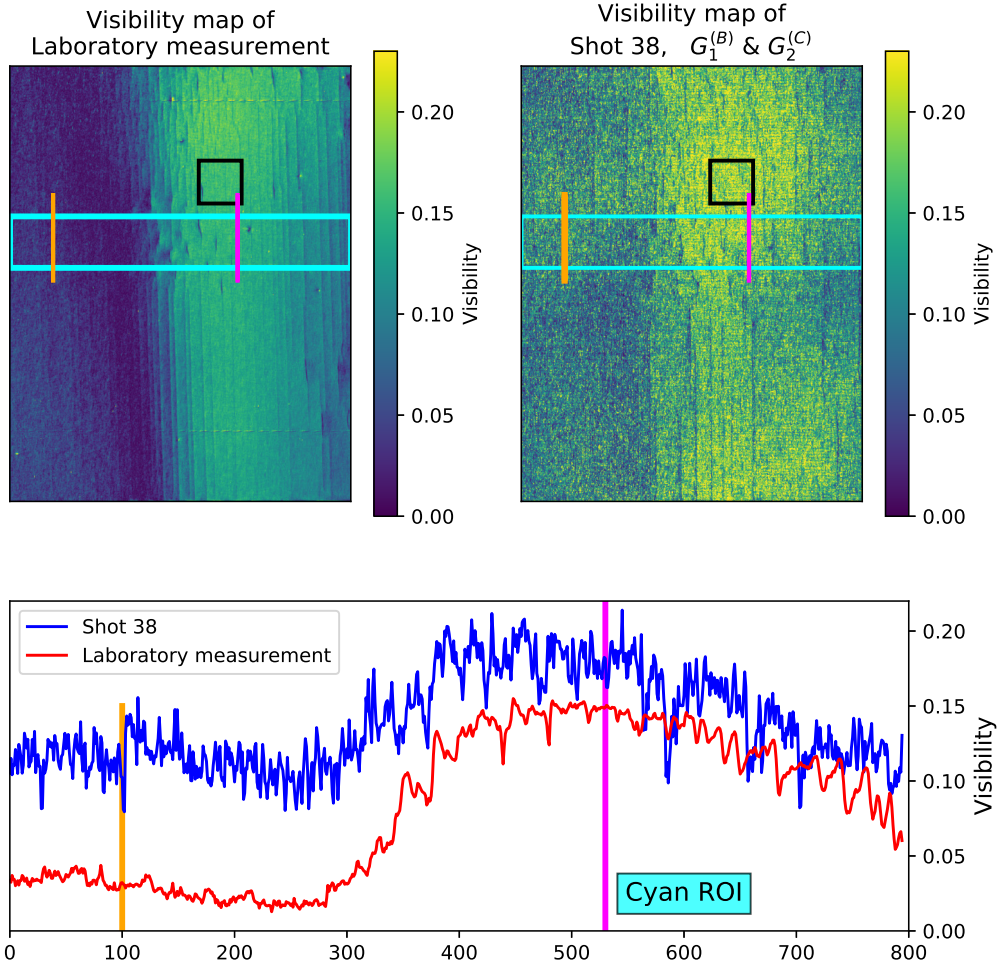 Visibility map of
Laboratory measurement
0.20
0.15
0.10
0.05
0.00
Visibility
Visibility map of
Shot 38, G₁⁽ᴮ⁾ & G₂⁽ᶜ⁾
0.20
0.15
0.10
0.05
0.00
Visibility
Shot 38
Laboratory measurement
Cyan ROI
0.20
0.15
0.10
0.05
0.00
Visibility
0 100 200 300 400 500 600 700 800